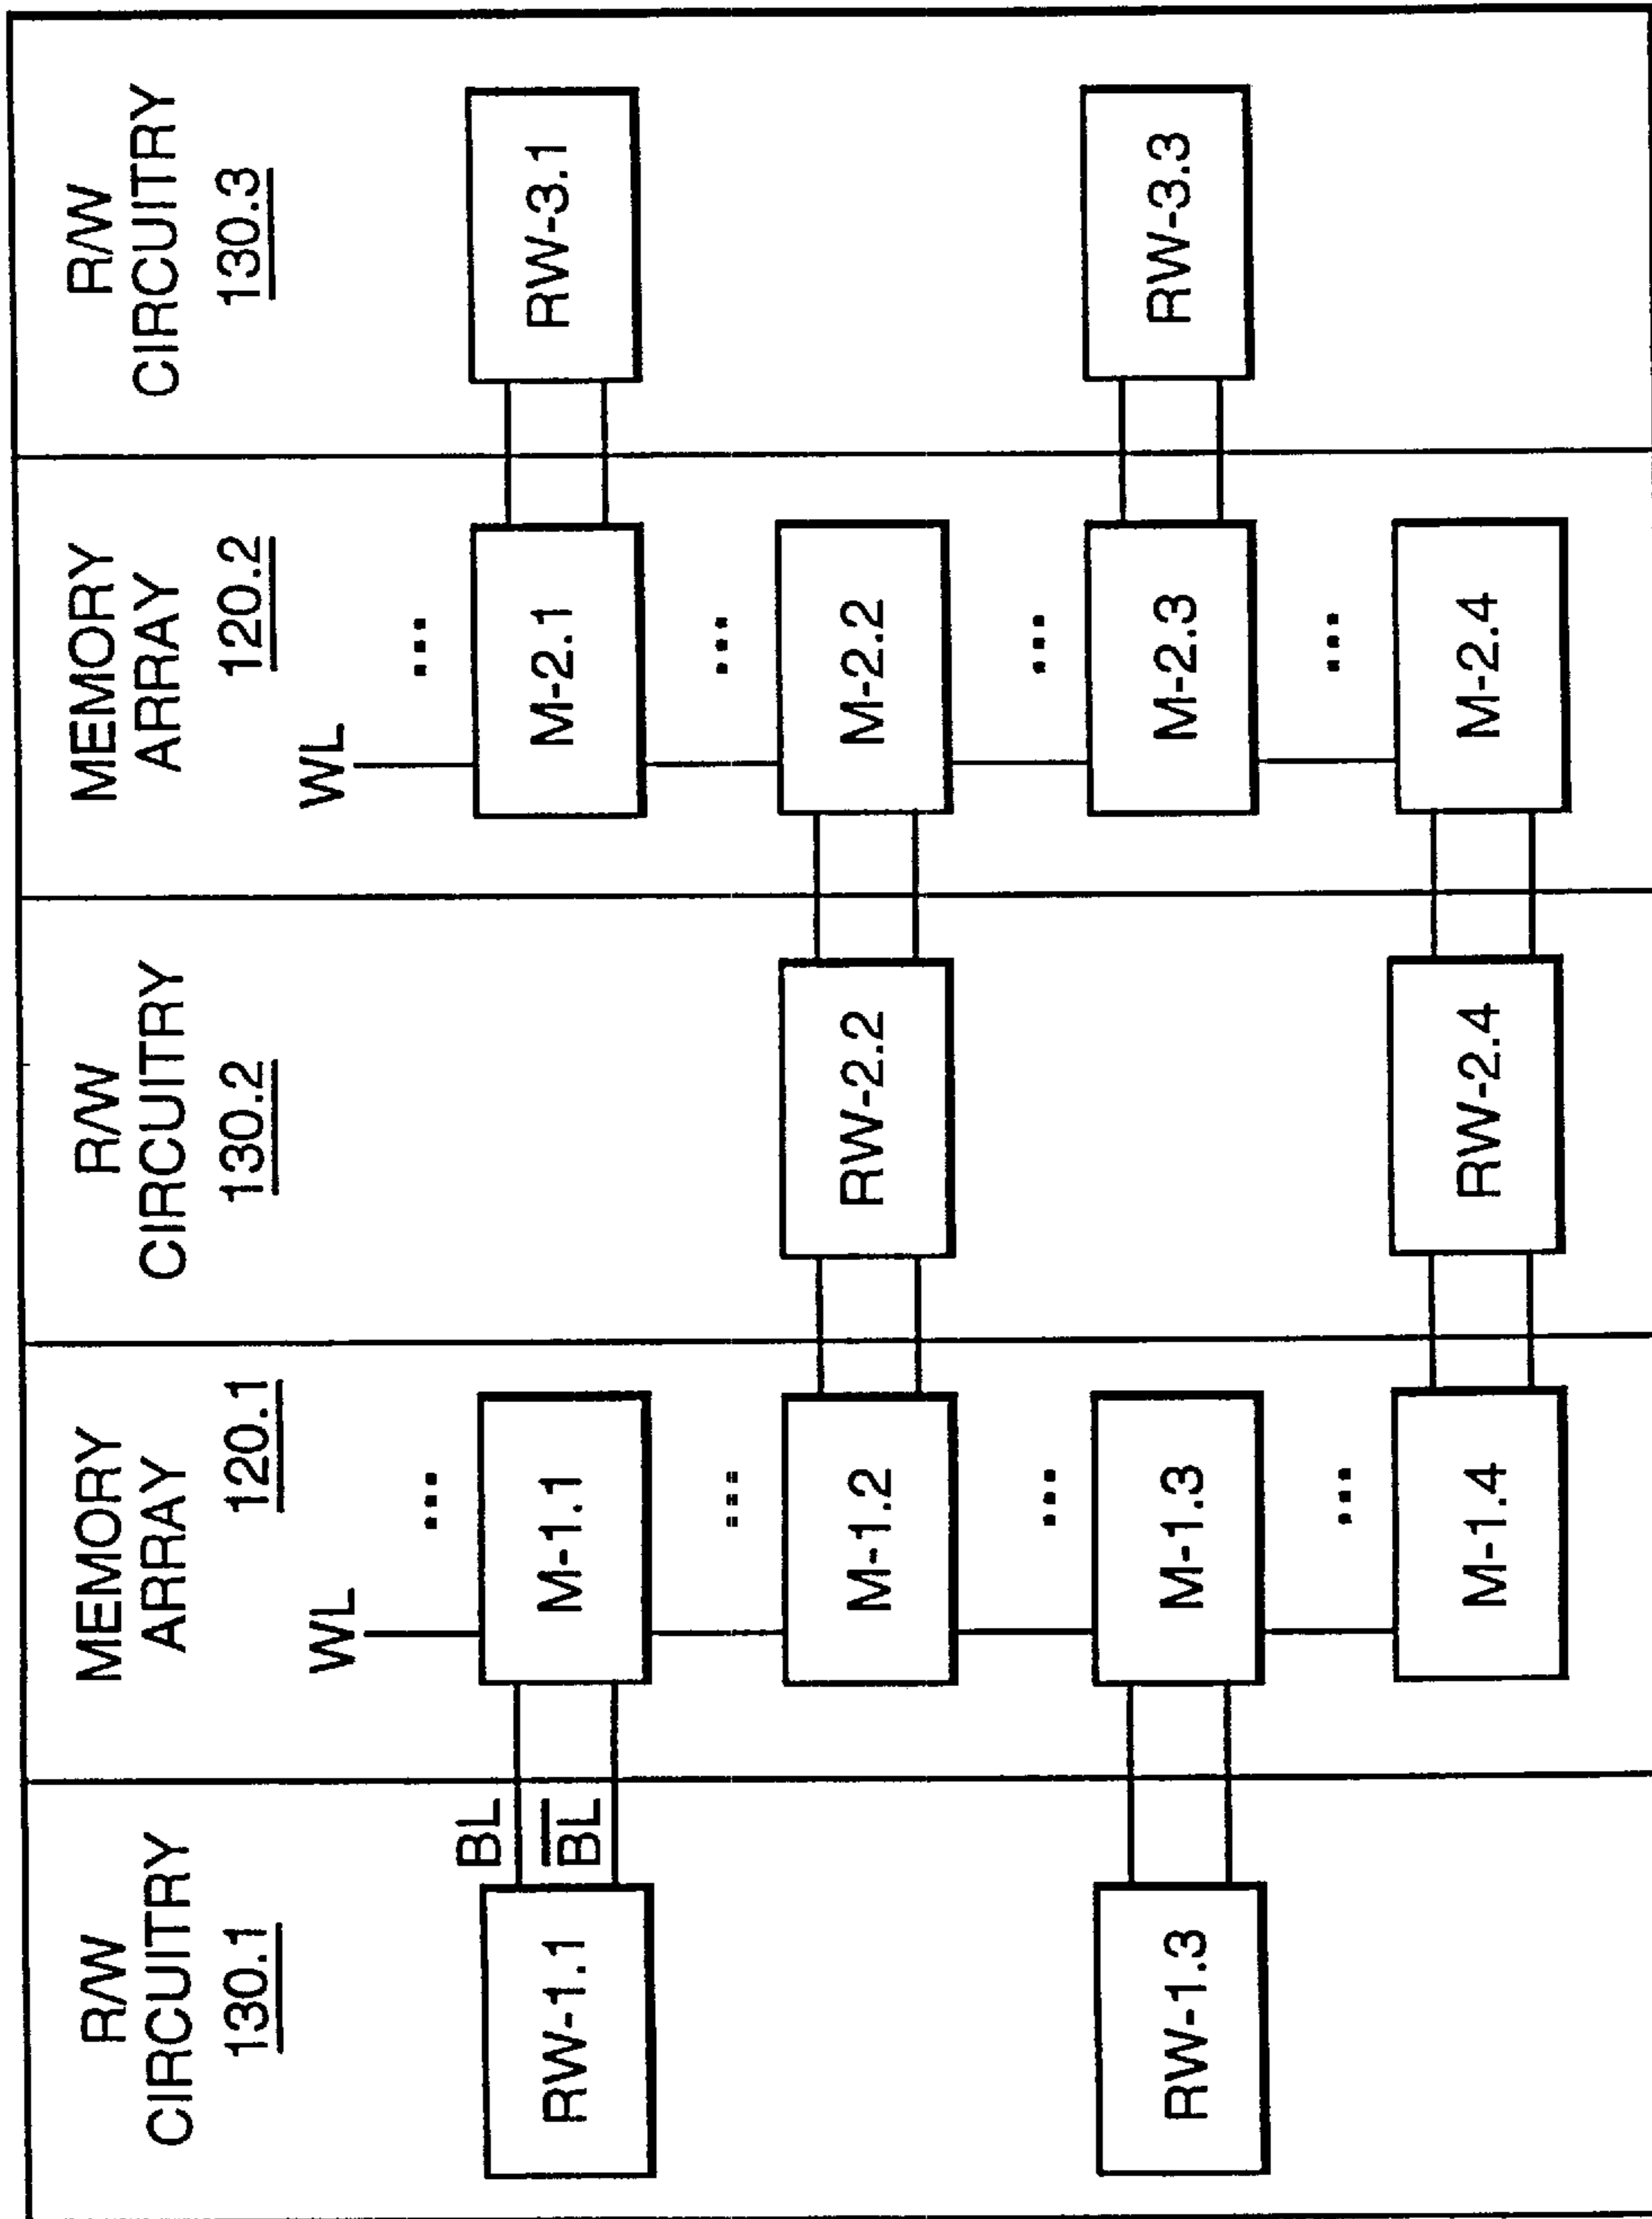 R/W
CIRCUITRY
130.1
MEMORY
ARRAY
120.1
R/W
CIRCUITRY
130.2
MEMORY
ARRAY
120.2
R/W
CIRCUITRY
130.3
WL
WL
...
...
BL
BL
RW-1.1
M-1.1
M-2.1
RW-3.1
...
...
M-1.2
RW-2.2
M-2.2
...
...
RW-1.3
M-1.3
M-2.3
RW-3.3
...
...
M-1.4
RW-2.4
M-2.4